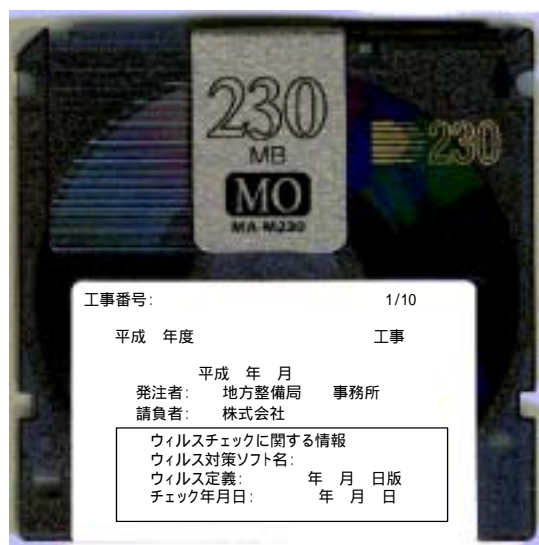 230
MB
MO
MA-M230
230
工事番号: 1/10
平成 年度 工事
平成 年 月
発注者: 地方整備局 事務所
請負者: 株式会社
ウィルスチェックに関する情報
ウィルス対策ソフト名:
ウィルス定義: 年 月 日版
チェック年月日: 年 月 日